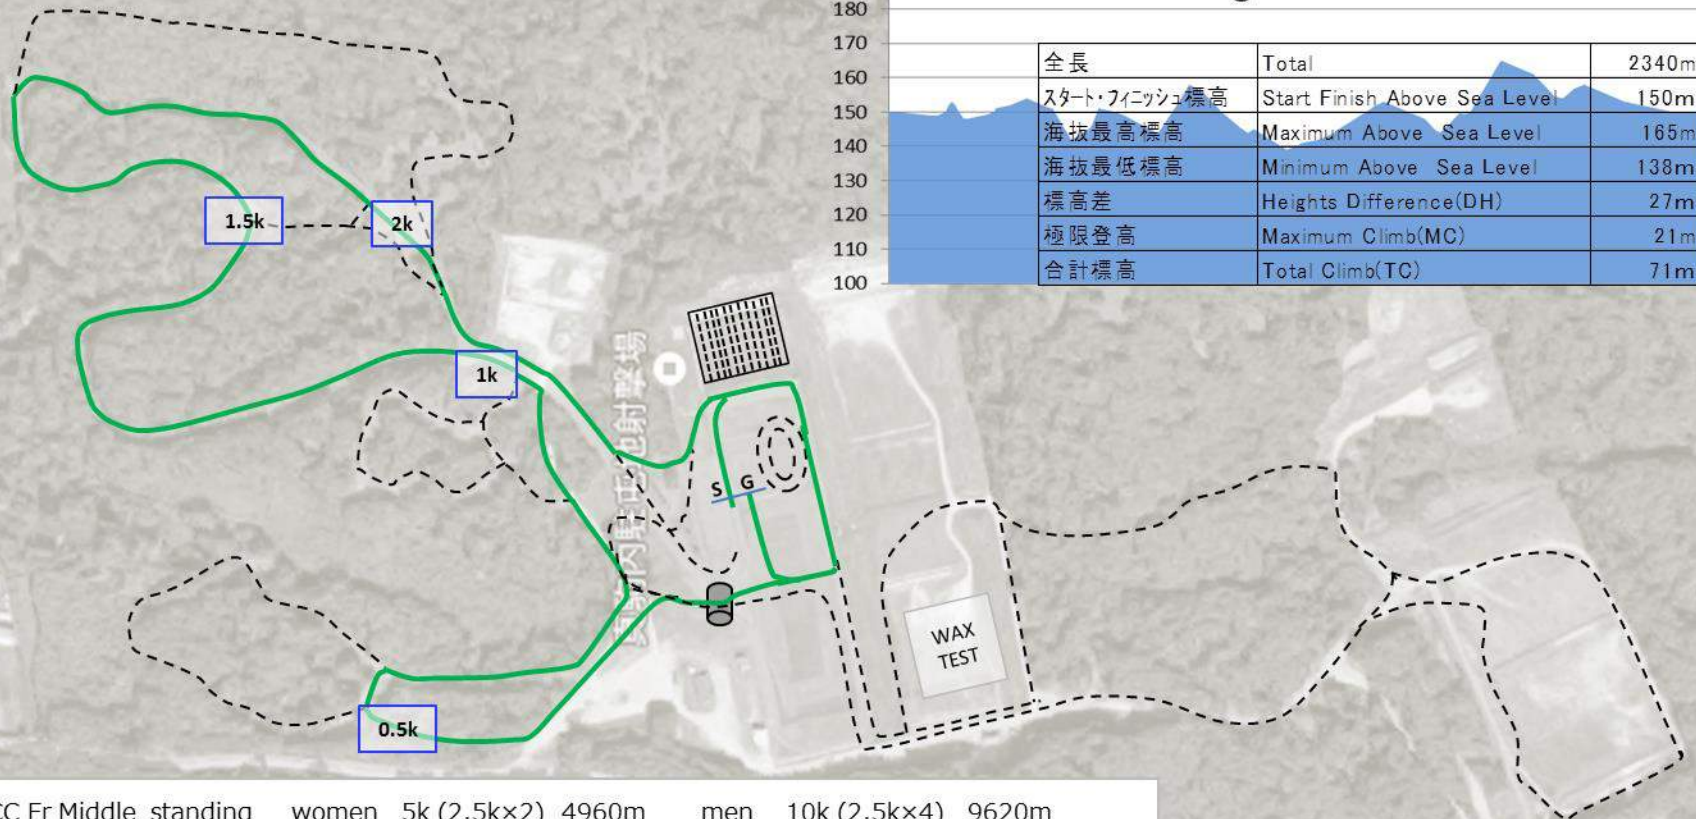 180
170
160
150
140
130
120
110
100
全長 Total 2340m
スタート・フィニッシュ標高 Start Finish Above Sea Level 150m
海抜最高標高 Maximum Above Sea Level 165m
海抜最低標高 Minimum Above Sea Level 138m
標高差 Heights Difference(DH) 27m
極限登高 Maximum Climb(MC) 21m
合計標高 Total Climb(TC) 71m
1.5k
2k
1k
S G
WAX
TEST
0.5k
CC Fr Middle standing women 5k (2.5k×2) 4960m men 10k (2.5k×4) 9620m